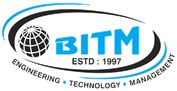 BITM
ESTD : 1997
ENGINEERING • TECHNOLOGY • MANAGEMENT